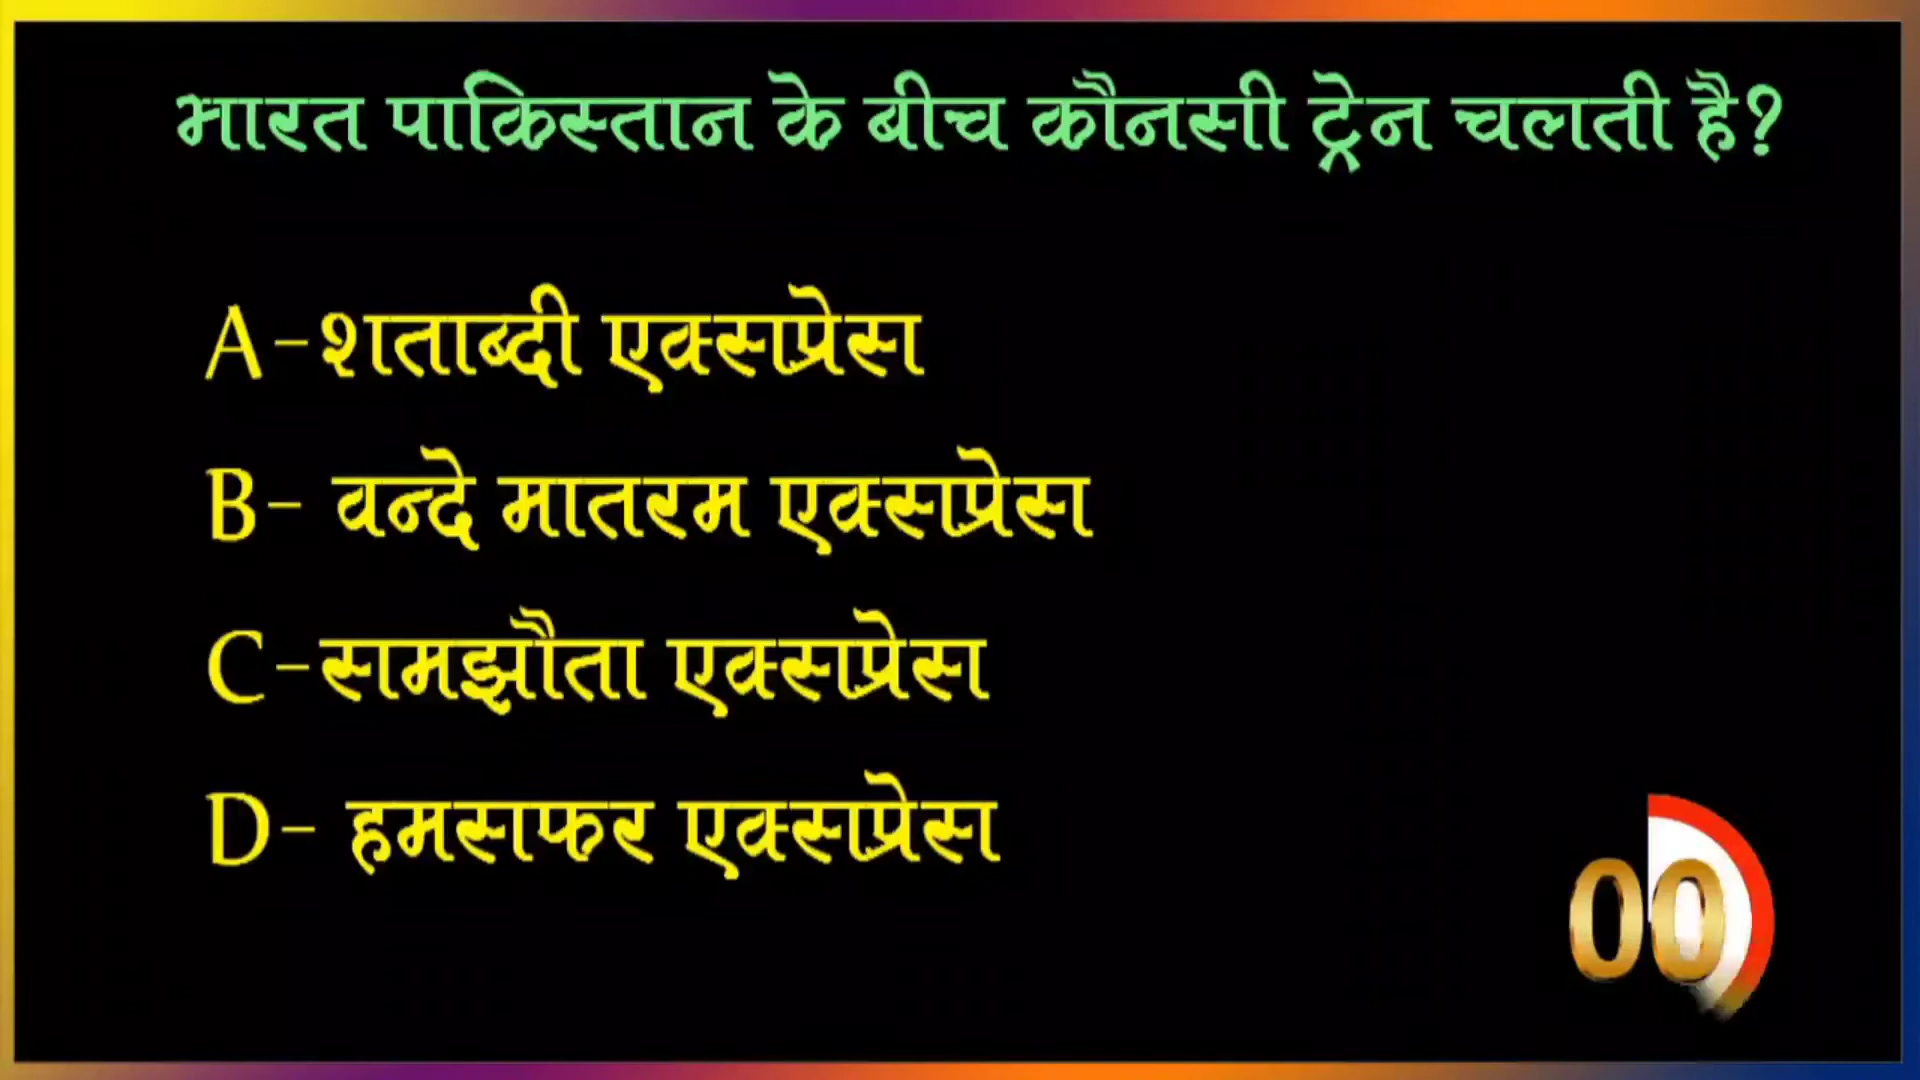 भारत पाकिस्तान के बीच कौनसी ट्रेन चलती है?
A-शताब्दी एक्सप्रेस
B- वन्दे मातरम एक्सप्रेस
C-समझौता एक्सप्रेस
D- हमसफर एक्सप्रेस
00